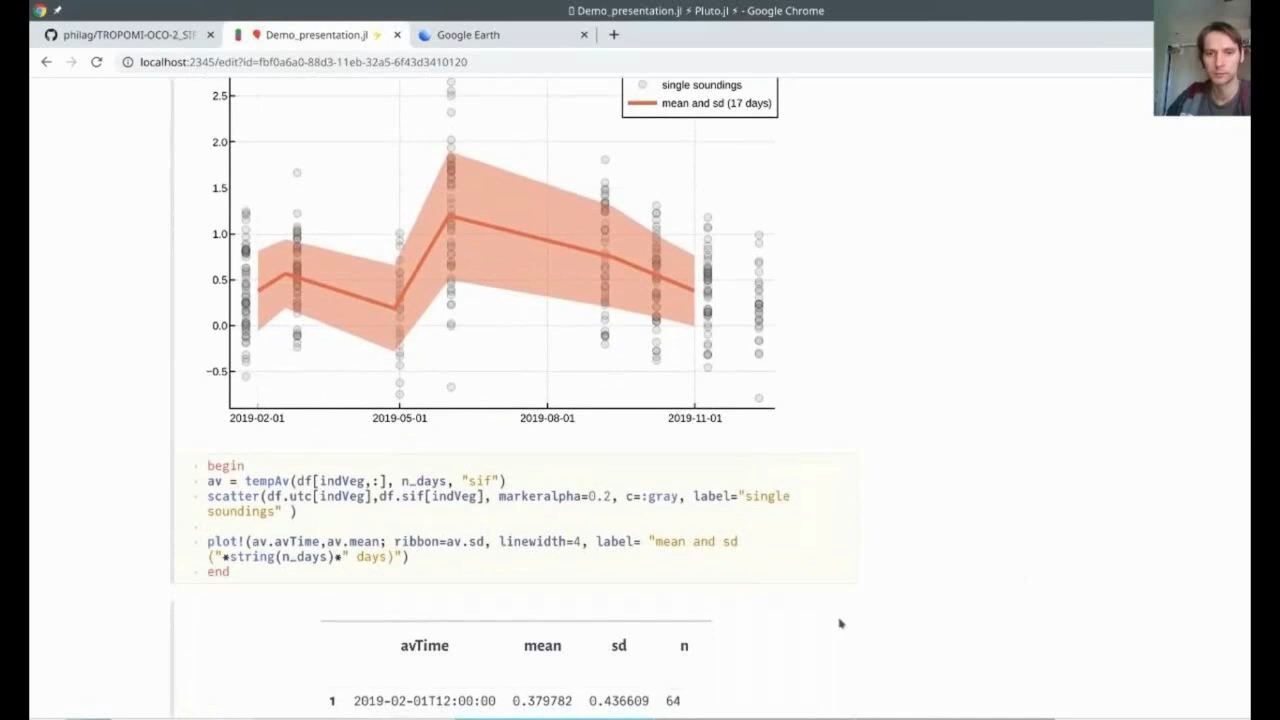 Demo_presentation.jl ⚡ Pluto.jl ⚡ - Google Chrome
philag/TROPOMI-OCO-2_SIF
Demo_presentation.jl ⚡
Google Earth
localhost:2345/edit?id=fbf0a6a0-88d3-11eb-32a5-6f43d3410120
single soundings
mean and sd (17 days)
2.5
2.0
1.5
1.0
0.5
0.0
−0.5
2019-02-01 2019-05-01 2019-08-01 2019-11-01
begin
av = tempAv(df[indVeg,:], n_days, "sif")
scatter(df.utc[indVeg],df.sif[indVeg], markeralpha=0.2, c=:gray, label="single
soundings" )
plot!(av.avTime,av.mean; ribbon=av.sd, linewidth=4, label= "mean and sd
("*string(n_days)*" days)")
end
avTime mean sd n
1 2019-02-01T12:00:00 0.379782 0.436609 64